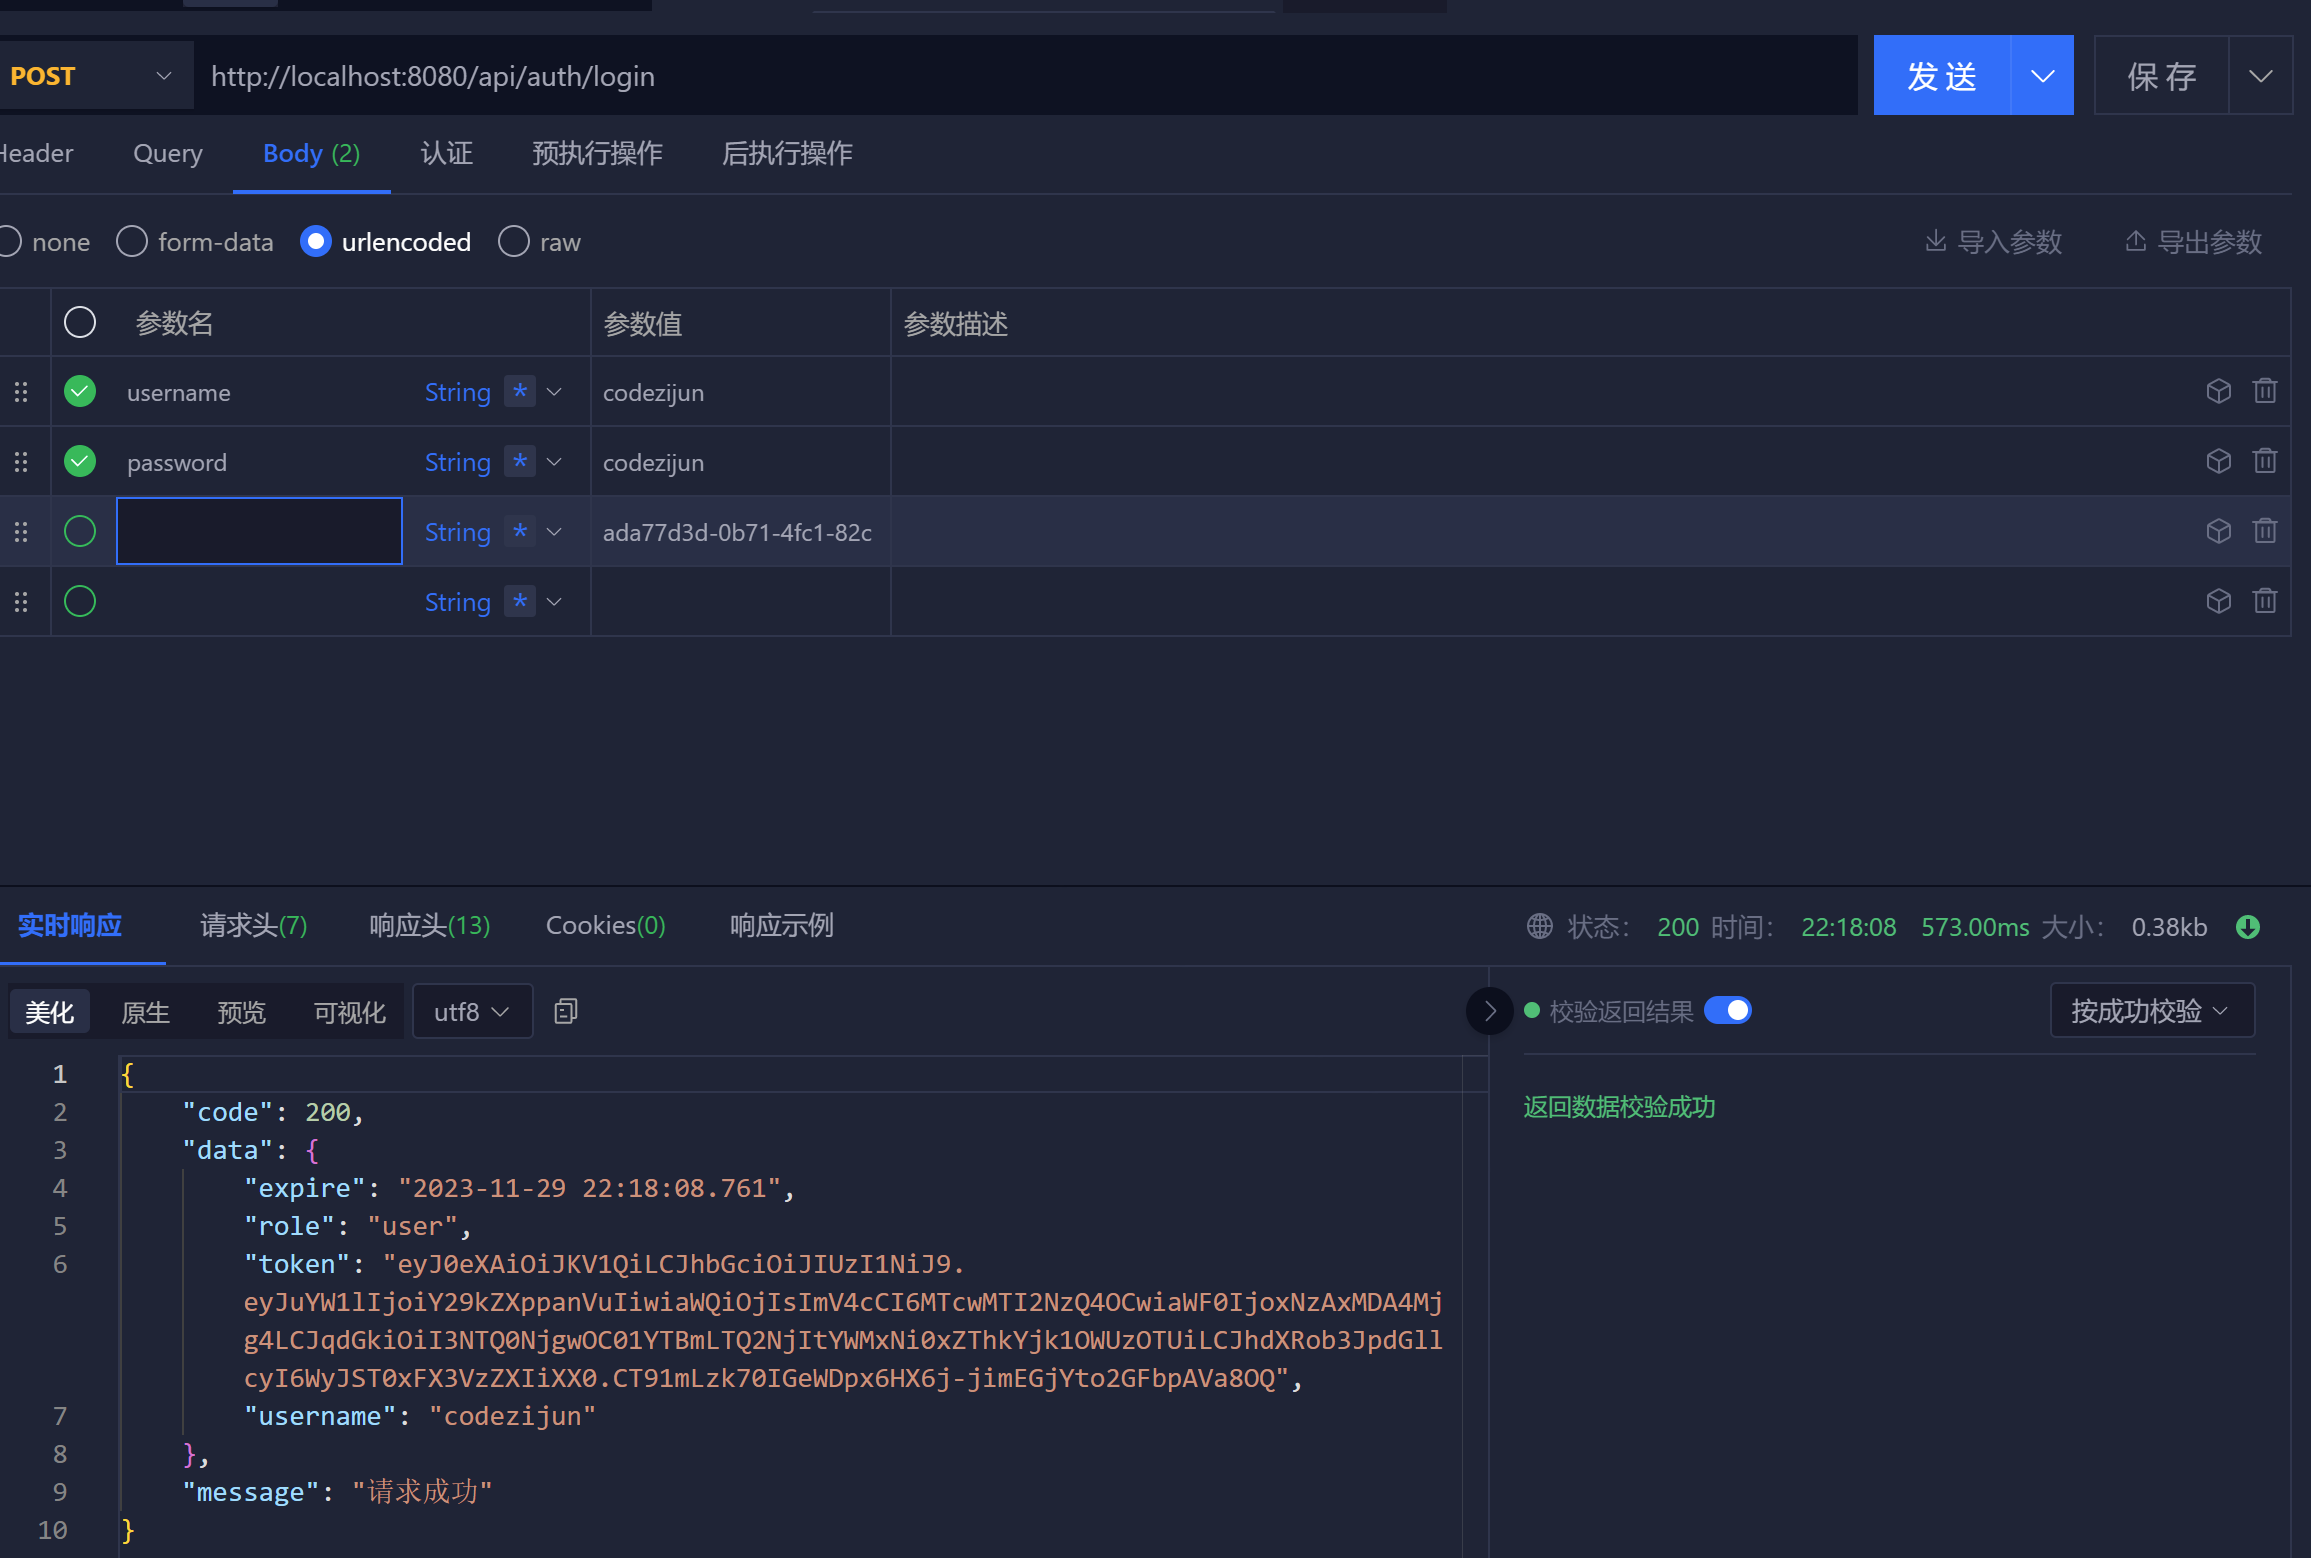 POST http://localhost:8080/api/auth/login 发送 保存
Header Query Body (2) 认证 预执行操作 后执行操作
none form-data urlencoded raw 导入参数 导出参数
参数名 参数值 参数描述
username String * codezijun
password String * codezijun
String * ada77d3d-0b71-4fc1-82c
String *
实时响应 请求头(7) 响应头(13) Cookies(0) 响应示例 状态: 200 时间: 22:18:08 573.00ms 大小: 0.38kb
美化 原生 预览 可视化 utf8 校验返回结果 按成功校验
返回数据校验成功
1 {
2 "code": 200,
3 "data": {
4 "expire": "2023-11-29 22:18:08.761",
5 "role": "user",
6 "token": "eyJ0eXAiOiJKV1QiLCJhbGciOiJIUzI1NiJ9.
eyJuYW1lIjoiY29kZXppanVuIiwiaWQiOjIsImV4cCI6MTcwMTI2NzQ4OCwiaWF0IjoxNzAxMDA4Mj
g4LCJqdGkiOiI3NTQ0NjgwOC01YTBmLTQ2NjItYWMxNi0xZThkYjk1OWUzOTUiLCJhdXRob3JpdGll
cyI6WyJST0xFX3VzZXIiXX0.CT91mLzk70IGeWDpx6HX6j-jimEGjYto2GFbpAVa8OQ",
7 "username": "codezijun"
8 },
9 "message": "请求成功"
10 }